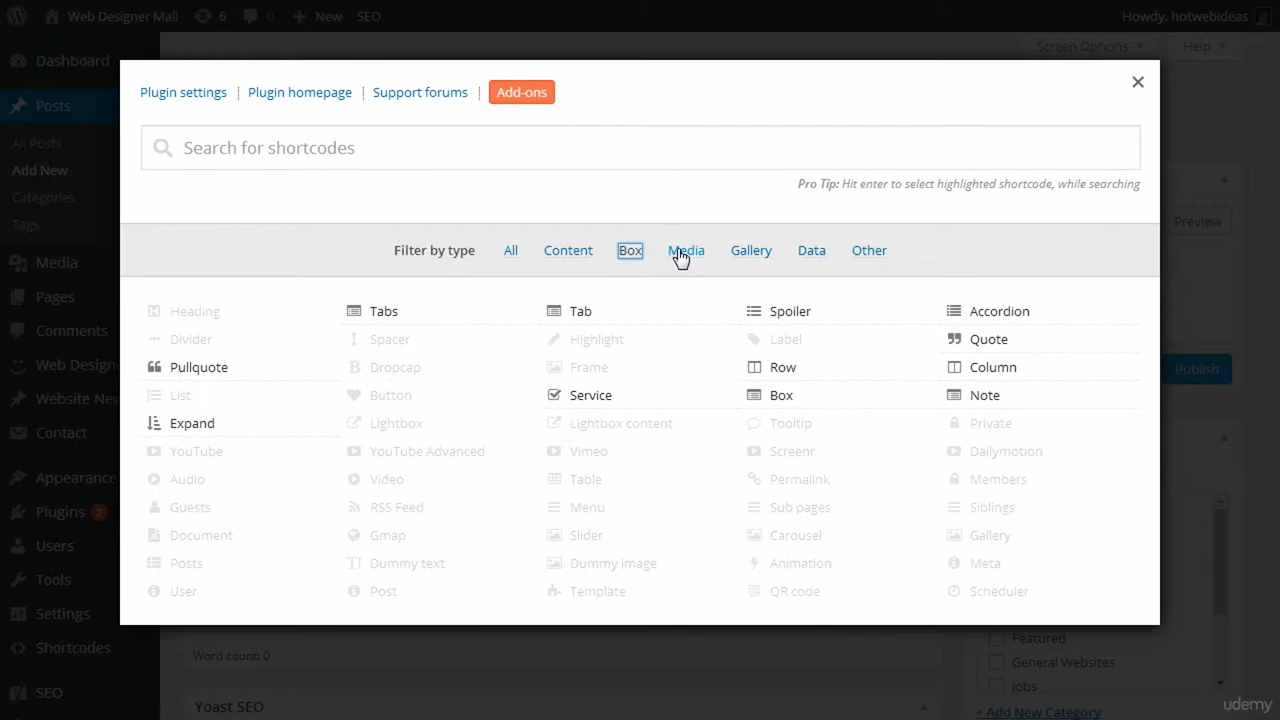 Web Designer Mall 6 0 New SEO Howdy, hotwebideas
Screen Options Help
Dashboard
Posts
All Posts
Add New
Categories
Tags
Media
Pages
Comments
Web Design
Website New
Contact
Appearance
Plugins 2
Users
Tools
Settings
Shortcodes
SEO
Plugin settings | Plugin homepage | Support forums | Add-ons
Search for shortcodes
Pro Tip: Hit enter to select highlighted shortcode, while searching
Filter by type All Content Box Media Gallery Data Other
Heading Tabs Tab Spoiler Accordion
Divider Spacer Highlight Label Quote
Pullquote Dropcap Frame Row Column
List Button Service Box Note
Expand Lightbox Lightbox content Tooltip Private
YouTube YouTube Advanced Vimeo Screenr Dailymotion
Audio Video Table Permalink Members
Guests RSS Feed Menu Sub pages Siblings
Document Gmap Slider Carousel Gallery
Posts Dummy text Dummy image Animation Meta
User Post Template QR code Scheduler
Preview
Publish
Word count: 0
Yoast SEO
Featured
General Websites
jobs
+ Add New Category
udemy